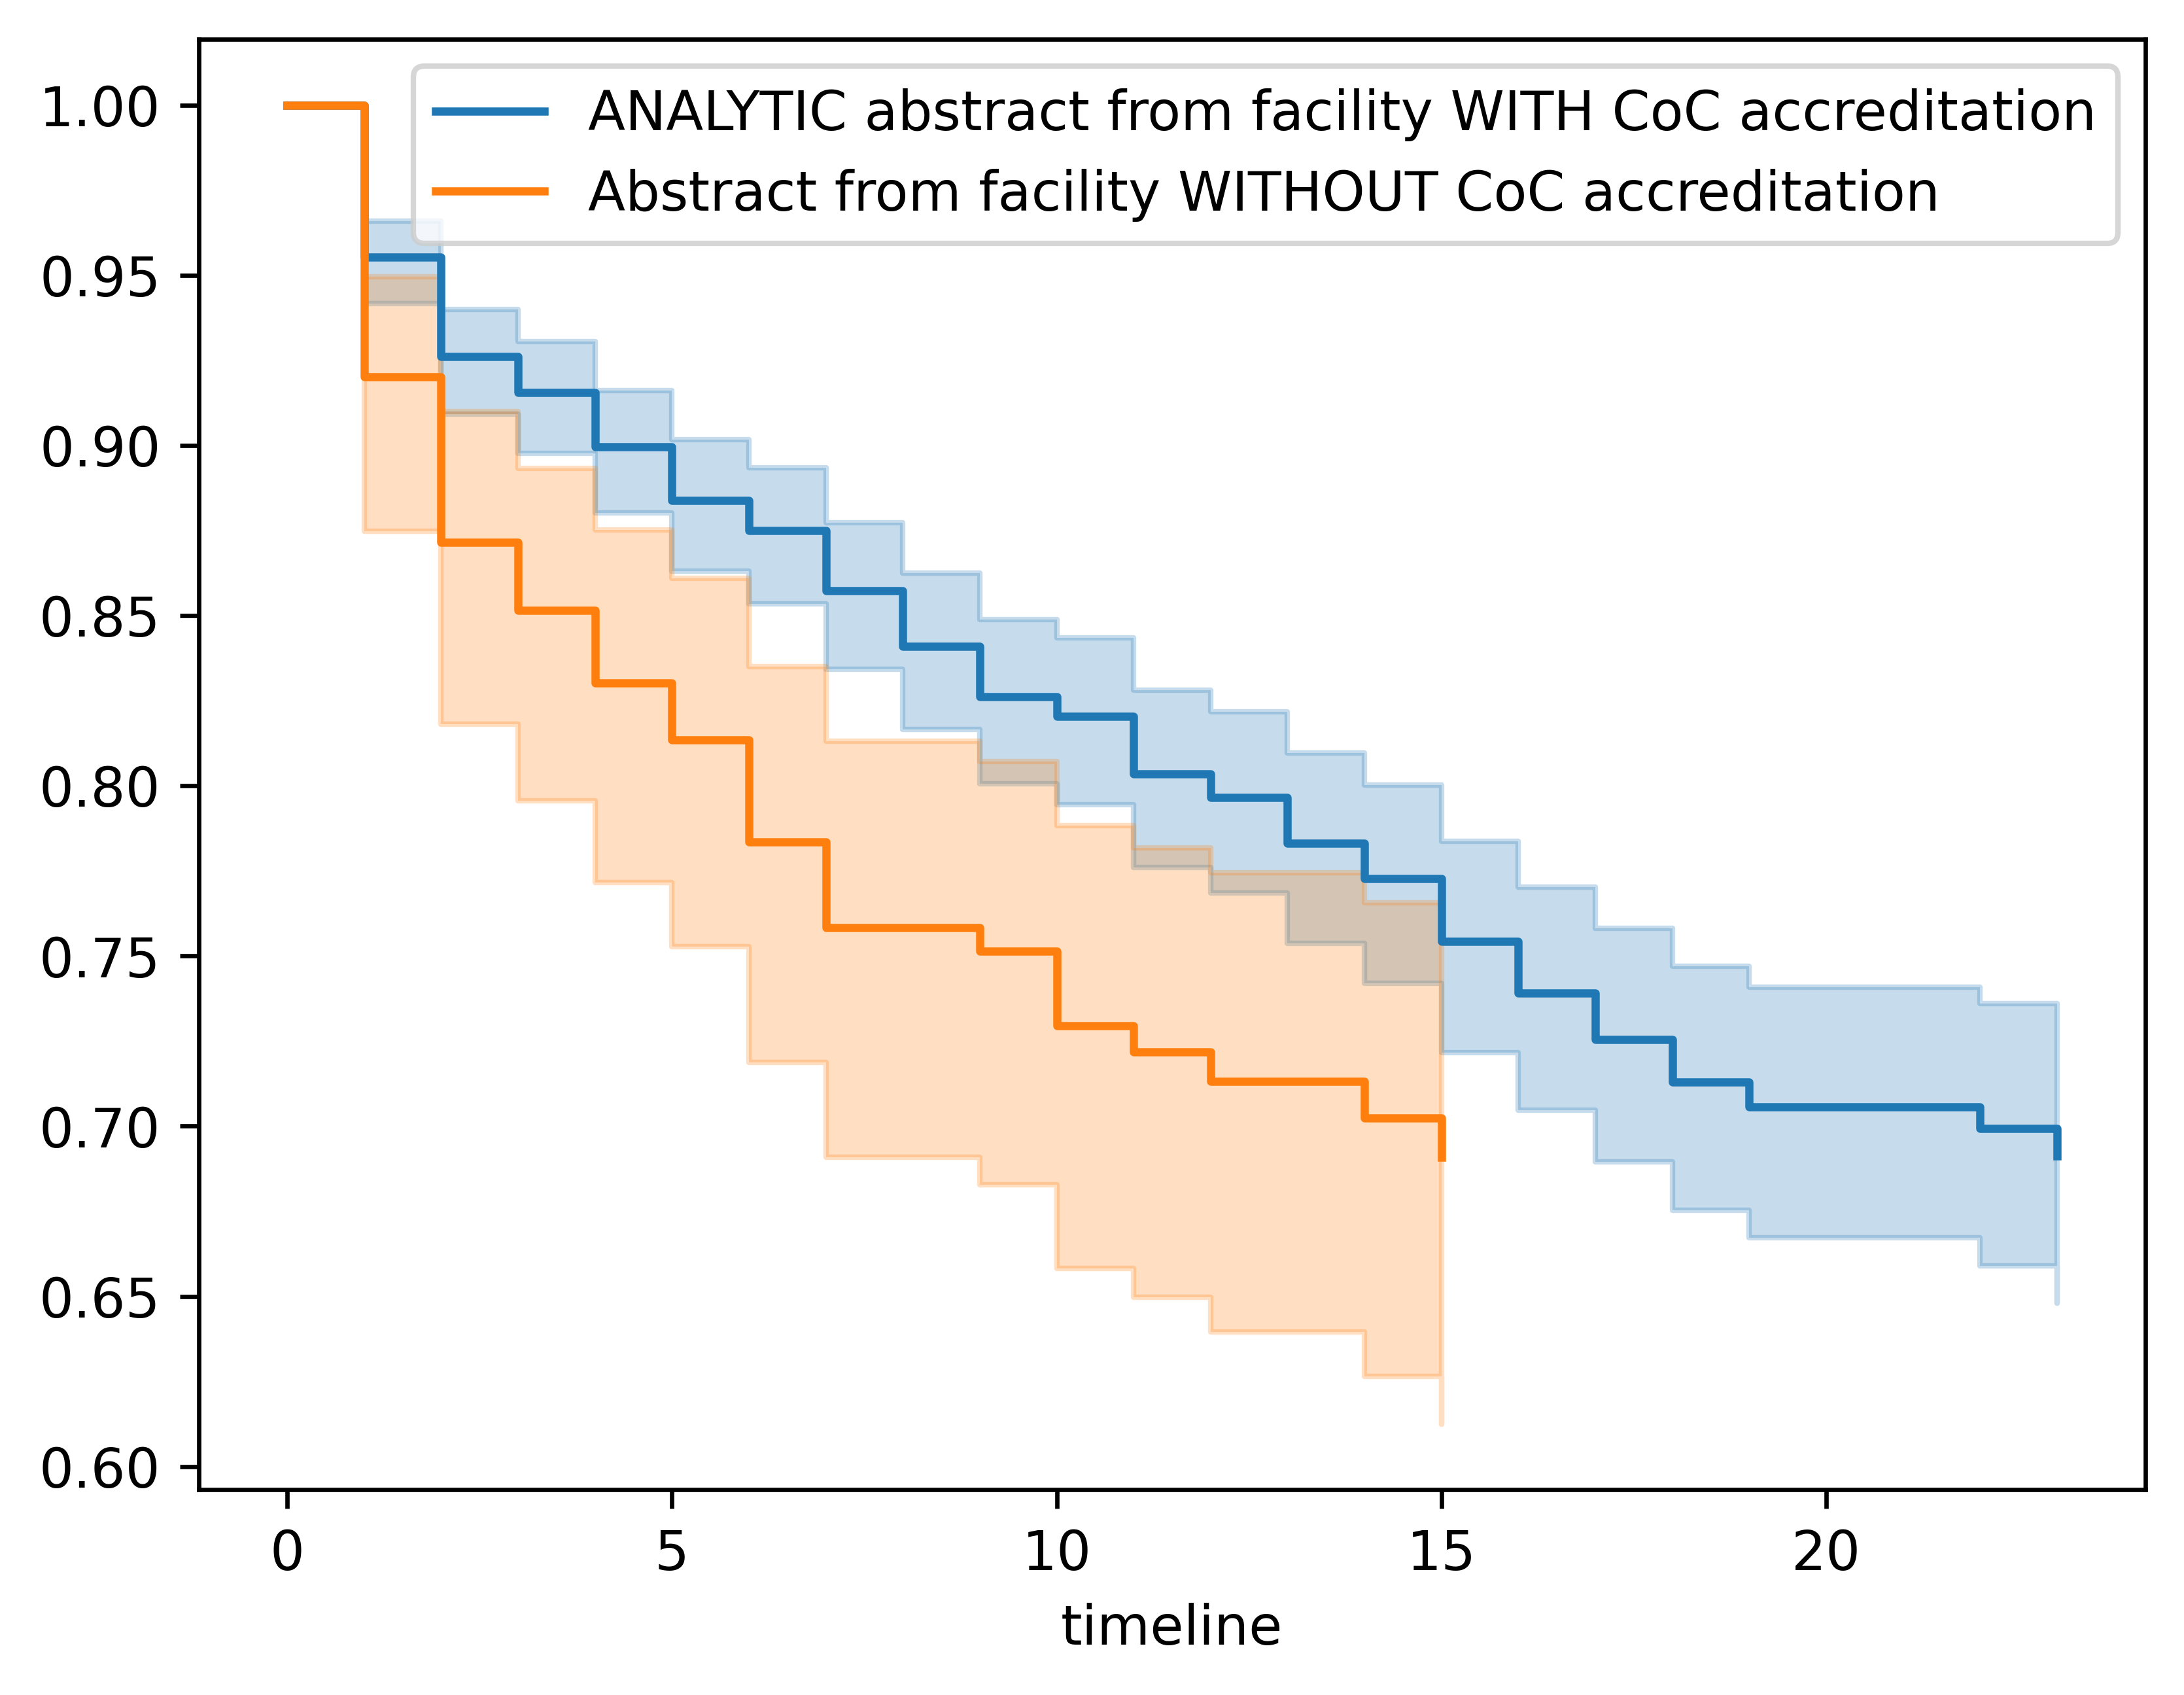 ANALYTIC abstract from facility WITH CoC accreditation
Abstract from facility WITHOUT CoC accreditation
1.00
0.95
0.90
0.85
0.80
0.75
0.70
0.65
0.60
0 5 10 15 20
timeline